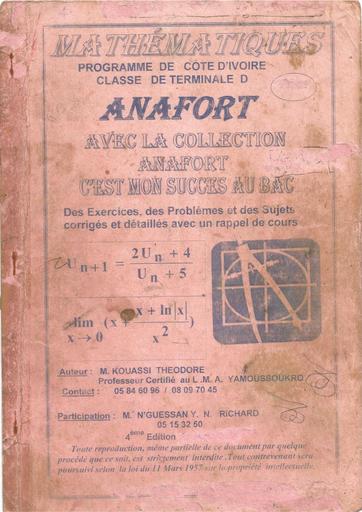 MATHÉMATIQUES
PROGRAMME DE CÔTE D'IVOIRE
CLASSE DE TERMINALE D
ANAFORT
AVEC LA COLLECTION
ANAFORT
C'EST MON SUCCES AU BAC
Des Exercices, des Problèmes et des Sujets
corrigés et détaillés avec un rappel de cours
U n+1 = (2U n + 4) / (U n + 5)
lim x → 0 (x + (x + ln |x|) / x²)
Auteur : M. KOUASSI THEODORE
Professeur Certifié au L.M.A. YAMOUSSOUKRO
Contact : 05 84 60 96 / 08 09 70 45
Participation : M. N'GUESSAN Y. N. RICHARD
05 15 32 50
4ème Edition
Toute reproduction, même partielle de ce document par quelque
procédé que ce soit, est strictement interdite. Tout contrevenant sera
poursuivi selon la loi du 11 Mars 1957 sur la propriété intellectuelle.